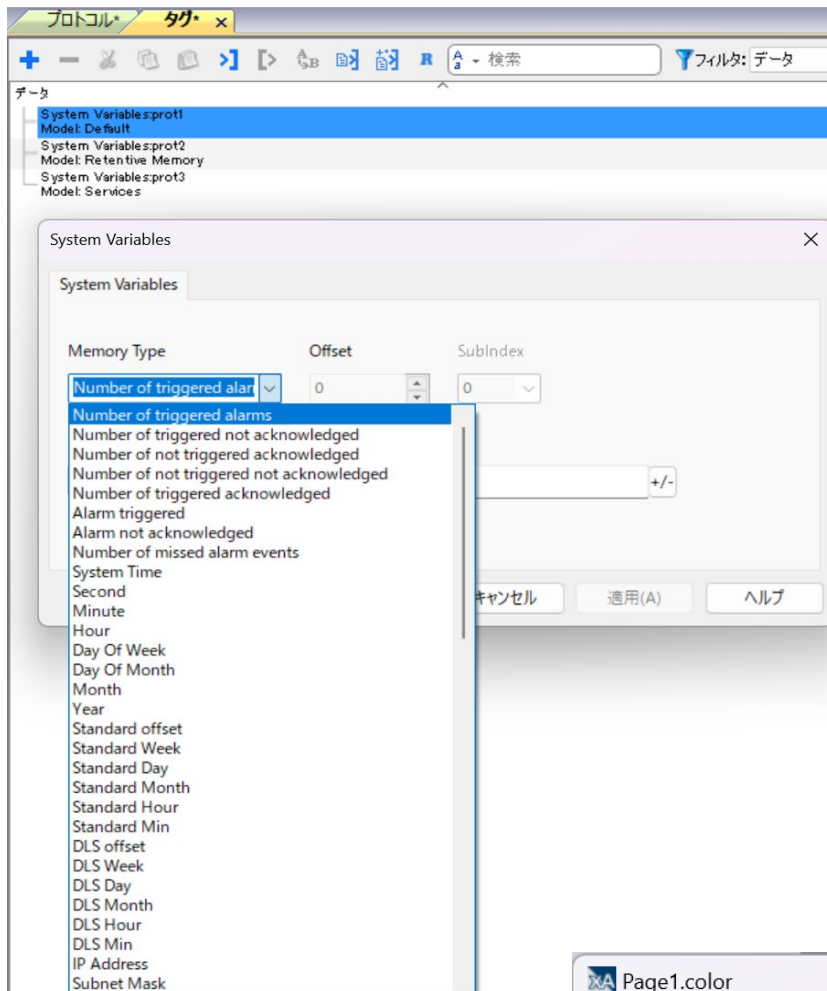 プロトコル* タグ* ×
検索 フィルタ: データ
データ
System Variables:prot1
Model: Default
System Variables:prot2
Model: Retentive Memory
System Variables:prot3
Model: Services
System Variables
System Variables
Memory Type Offset SubIndex
Number of triggered alar 0 0
Number of triggered alarms
Number of triggered not acknowledged
Number of not triggered acknowledged
Number of not triggered not acknowledged
+/-
Number of triggered acknowledged
Alarm triggered
Alarm not acknowledged
Number of missed alarm events
System Time
Second
キャンセル 適用(A) ヘルプ
Minute
Hour
Day Of Week
Day Of Month
Month
Year
Standard offset
Standard Week
Standard Day
Standard Month
Standard Hour
Standard Min
DLS offset
DLS Week
DLS Day
DLS Month
DLS Hour
DLS Min
IP Address
Subnet Mask
Page1.color